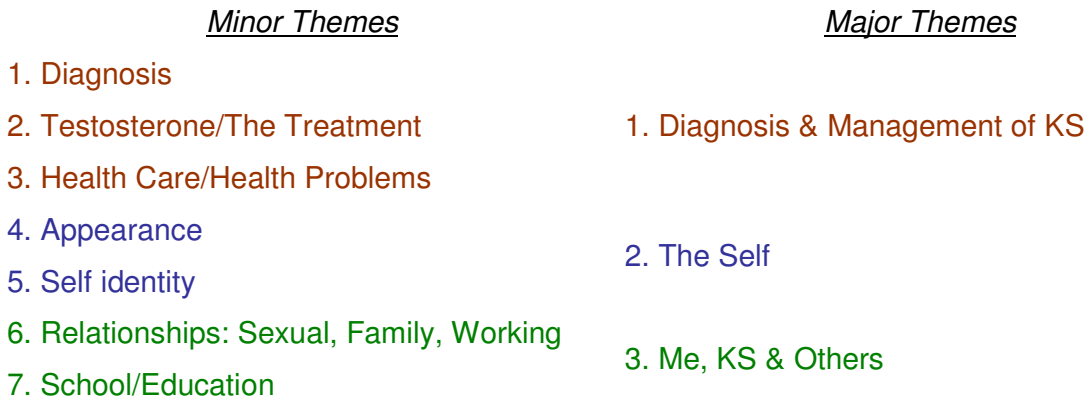 Minor Themes
1. Diagnosis
2. Testosterone/The Treatment
3. Health Care/Health Problems
4. Appearance
5. Self identity
6. Relationships: Sexual, Family, Working
7. School/Education
Major Themes
1. Diagnosis & Management of KS
2. The Self
3. Me, KS & Others